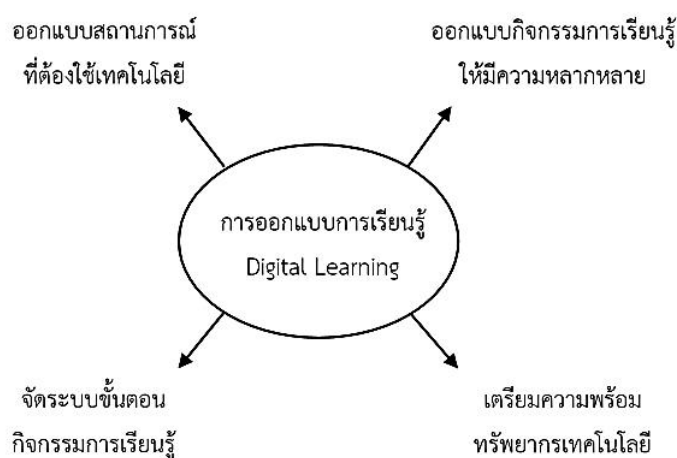 ออกแบบสถานการณ์
ที่ต้องใช้เทคโนโลยี
ออกแบบกิจกรรมการเรียนรู้
ให้มีความหลากหลาย
การออกแบบการเรียนรู้
Digital Learning
จัดระบบขั้นตอน
กิจกรรมการเรียนรู้
เตรียมความพร้อม
ทรัพยากรเทคโนโลยี